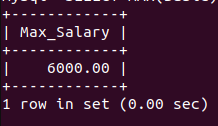 +------------+
| Max_Salary |
+------------+
| 6000.00 |
+------------+
1 row in set (0.00 sec)